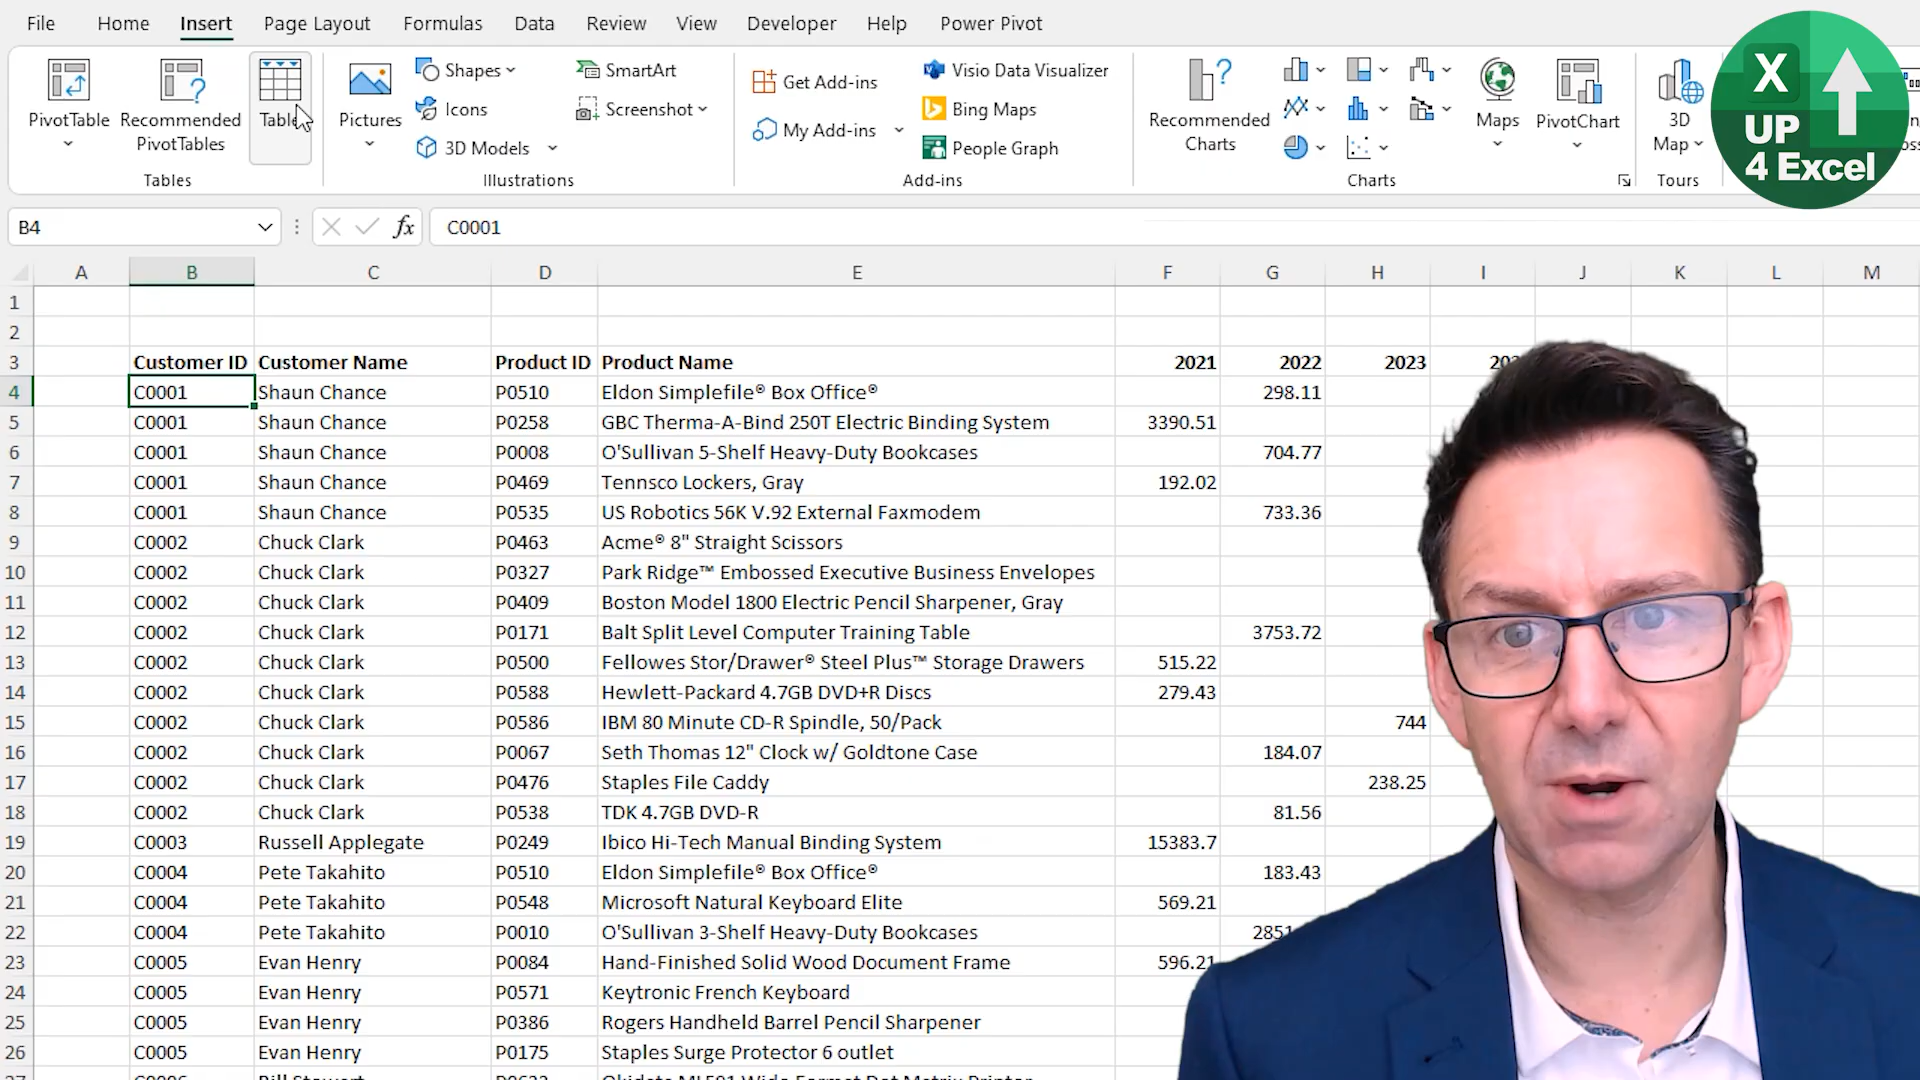 File Home Insert Page Layout Formulas Data Review View Developer Help Power Pivot
PivotTable
Recommended
PivotTables
Table
Tables
Pictures
Shapes
Icons
3D Models
SmartArt
Screenshot
Illustrations
Get Add-ins
My Add-ins
Visio Data Visualizer
Bing Maps
People Graph
Add-ins
Recommended
Charts
Maps
PivotChart
Charts
3D
Map
Tours
X
UP
4 Excel
B4 fx C0001
A B C D E F G H I J K L M
1
2
3 Customer ID Customer Name Product ID Product Name 2021 2022 2023
4 C0001 Shaun Chance P0510 Eldon Simplefile® Box Office® 298.11
5 C0001 Shaun Chance P0258 GBC Therma-A-Bind 250T Electric Binding System 3390.51
6 C0001 Shaun Chance P0008 O'Sullivan 5-Shelf Heavy-Duty Bookcases 704.77
7 C0001 Shaun Chance P0469 Tennsco Lockers, Gray 192.02
8 C0001 Shaun Chance P0535 US Robotics 56K V.92 External Faxmodem 733.36
9 C0002 Chuck Clark P0463 Acme® 8" Straight Scissors
10 C0002 Chuck Clark P0327 Park Ridge™ Embossed Executive Business Envelopes
11 C0002 Chuck Clark P0409 Boston Model 1800 Electric Pencil Sharpener, Gray
12 C0002 Chuck Clark P0171 Balt Split Level Computer Training Table 3753.72
13 C0002 Chuck Clark P0500 Fellowes Stor/Drawer® Steel Plus™ Storage Drawers 515.22
14 C0002 Chuck Clark P0588 Hewlett-Packard 4.7GB DVD+R Discs 279.43
15 C0002 Chuck Clark P0586 IBM 80 Minute CD-R Spindle, 50/Pack 744
16 C0002 Chuck Clark P0067 Seth Thomas 12" Clock w/ Goldtone Case 184.07
17 C0002 Chuck Clark P0476 Staples File Caddy 238.25
18 C0002 Chuck Clark P0538 TDK 4.7GB DVD-R 81.56
19 C0003 Russell Applegate P0249 Ibico Hi-Tech Manual Binding System 15383.7
20 C0004 Pete Takahito P0510 Eldon Simplefile® Box Office® 183.43
21 C0004 Pete Takahito P0548 Microsoft Natural Keyboard Elite 569.21
22 C0004 Pete Takahito P0010 O'Sullivan 3-Shelf Heavy-Duty Bookcases
23 C0005 Evan Henry P0084 Hand-Finished Solid Wood Document Frame 596.21
24 C0005 Evan Henry P0571 Keytronic French Keyboard
25 C0005 Evan Henry P0386 Rogers Handheld Barrel Pencil Sharpener
26 C0005 Evan Henry P0175 Staples Surge Protector 6 outlet